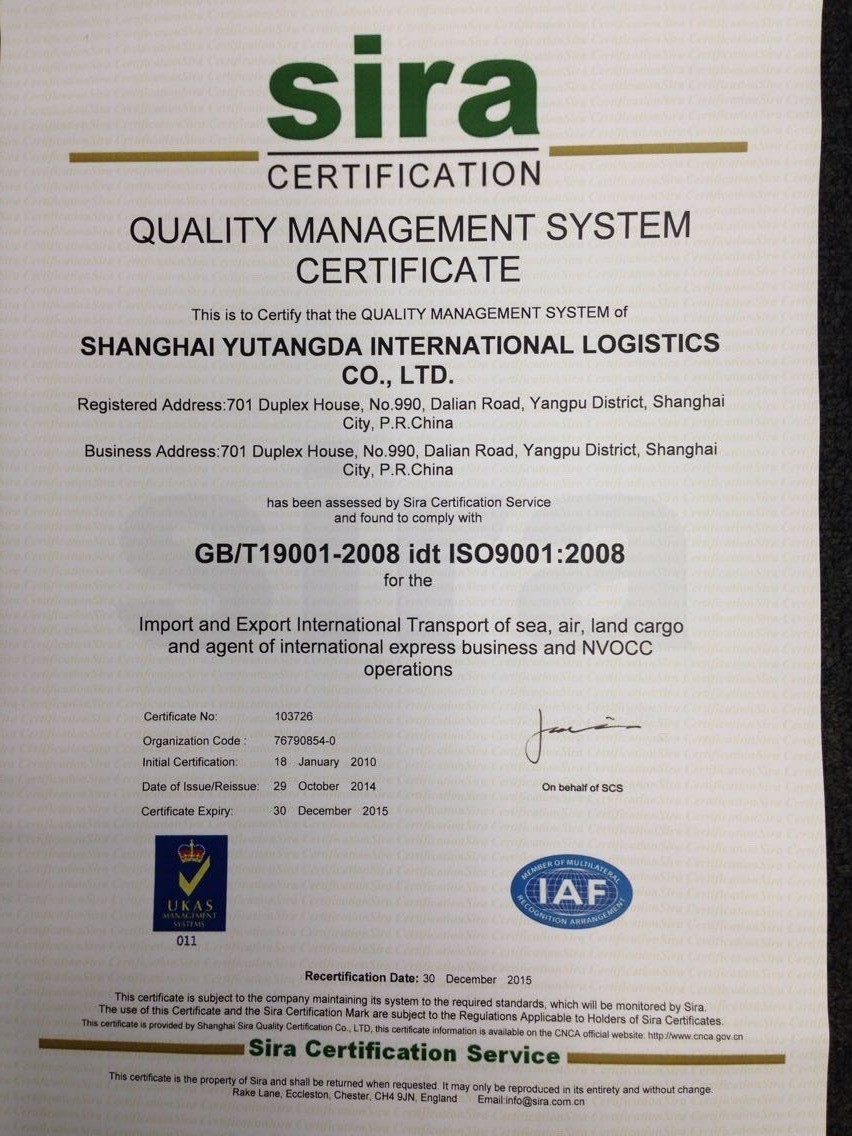 sira
CERTIFICATION
QUALITY MANAGEMENT SYSTEM
CERTIFICATE
This is to Certify that the QUALITY MANAGEMENT SYSTEM of
SHANGHAI YUTANGDA INTERNATIONAL LOGISTICS
CO., LTD.
Registered Address:701 Duplex House, No.990, Dalian Road, Yangpu District, Shanghai
City, P.R.China
Business Address:701 Duplex House, No.990, Dalian Road, Yangpu District, Shanghai
City, P.R.China
has been assessed by Sira Certification Service
and found to comply with
GB/T19001-2008 idt ISO9001:2008
for the
Import and Export International Transport of sea, air, land cargo
and agent of international express business and NVOCC
operations
Certificate No: 103726
Organization Code : 76790854-0
Initial Certification: 18 January 2010
Date of Issue/Reissue: 29 October 2014
Certificate Expiry: 30 December 2015
On behalf of SCS
UKAS
MANAGEMENT
SYSTEMS
011
MEMBER OF MULTILATERAL
IAF
RECOGNITION ARRANGEMENT
Recertification Date: 30 December 2015
This certificate is subject to the company maintaining its system to the required standards, which will be monitored by Sira.
The use of this Certificate and the Sira Certification Mark are subject to the Regulations Applicable to Holders of Sira Certificates.
This certificate is provided by Shanghai Sira Quality Certification Co., LTD, this certificate information is available on the CNCA official website: http://www.cnca.gov.cn
Sira Certification Service
This certificate is the property of Sira and shall be returned when requested. It may only be reproduced in its entirety and without change.
Rake Lane, Eccleston, Chester, CH4 9JN, England Email:info@sira.com.cn